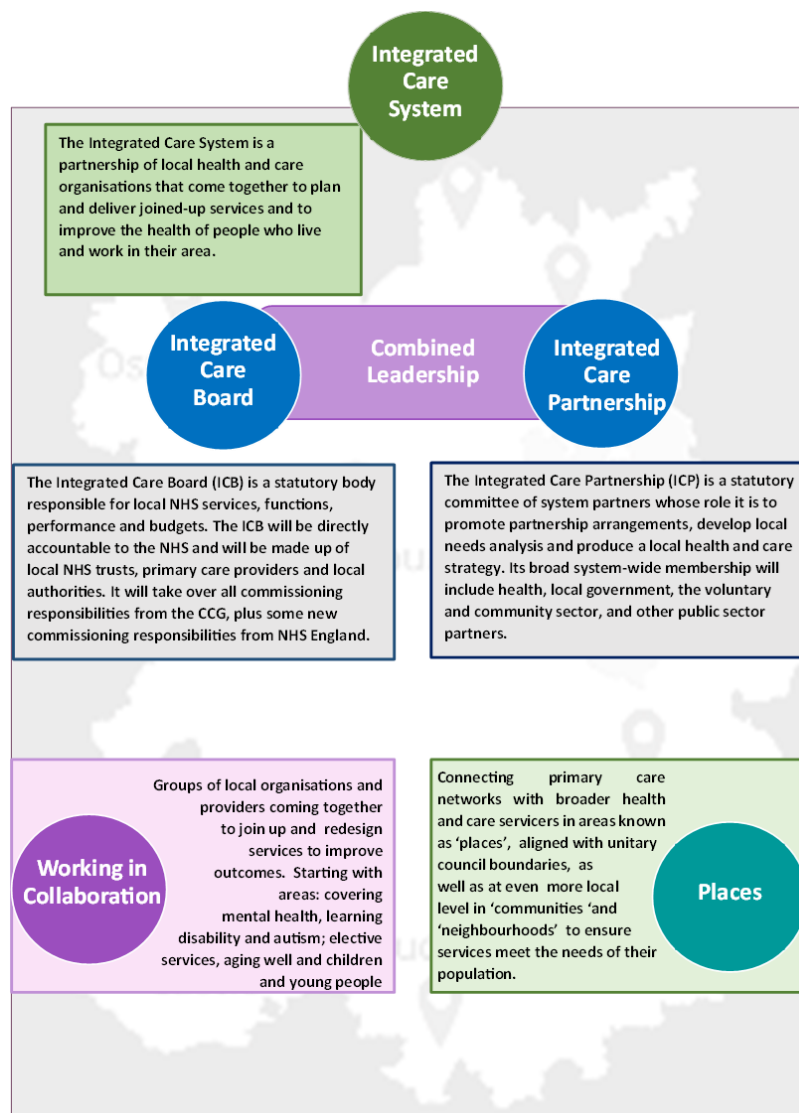 Integrated
Care
System
The Integrated Care System is a
partnership of local health and care
organisations that come together to plan
and deliver joined-up services and to
improve the health of people who live
and work in their area.
Integrated
Care
Board
Combined
Leadership
Integrated
Care
Partnership
The Integrated Care Board (ICB) is a statutory body
responsible for local NHS services, functions,
performance and budgets. The ICB will be directly
accountable to the NHS and will be made up of
local NHS trusts, primary care providers and local
authorities. It will take over all commissioning
responsibilities from the CCG, plus some new
commissioning responsibilities from NHS England.
The Integrated Care Partnership (ICP) is a statutory
committee of system partners whose role it is to
promote partnership arrangements, develop local
needs analysis and produce a local health and care
strategy. Its broad system-wide membership will
include health, local government, the voluntary
and community sector, and other public sector
partners.
Working in
Collaboration
Groups of local organisations and
providers coming together
to join up and redesign
services to improve
outcomes. Starting with
areas: covering
mental health, learning
disability and autism; elective
services, aging well and children
and young people
Connecting primary care
networks with broader health
and care servicers in areas known
as ‘places’, aligned with unitary
council boundaries, as
well as at even more local
level in ‘communities ‘and
‘neighbourhoods’ to ensure
services meet the needs of their
population.
Places